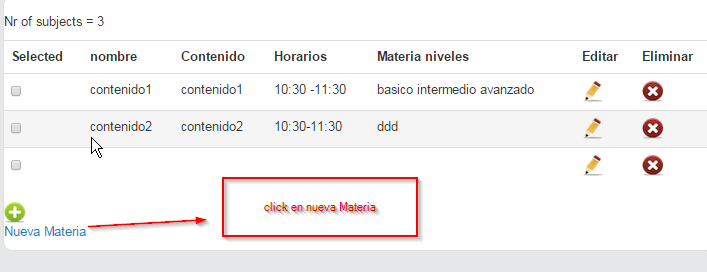 Nr of subjects = 3
Selected nombre Contenido Horarios Materia niveles Editar Eliminar
contenido1 contenido1 10:30 -11:30 basico intermedio avanzado
contenido2 contenido2 10:30-11:30 ddd
click en nueva Materia
Nueva Materia